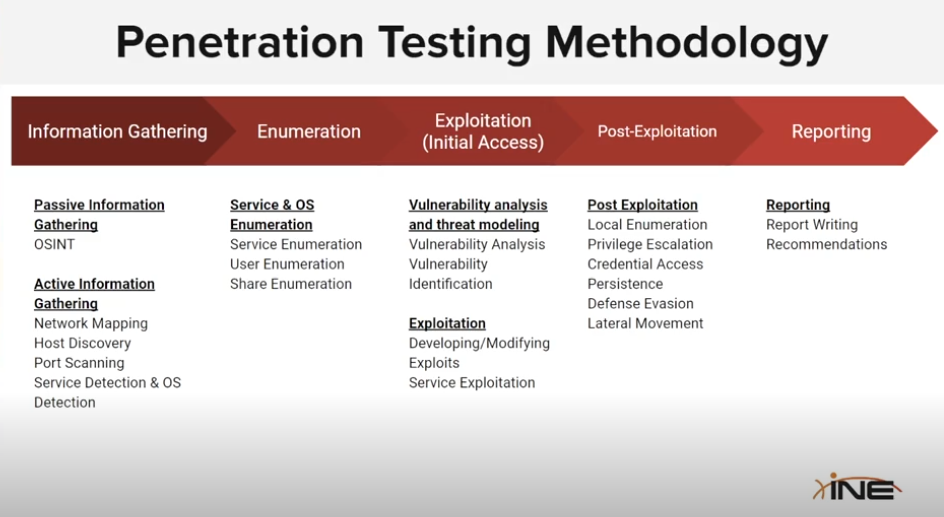 Penetration Testing Methodology
Information Gathering
Enumeration
Exploitation
(Initial Access)
Post-Exploitation
Reporting
Passive Information
Gathering
OSINT
Active Information
Gathering
Network Mapping
Host Discovery
Port Scanning
Service Detection & OS
Detection
Service & OS
Enumeration
Service Enumeration
User Enumeration
Share Enumeration
Vulnerability analysis
and threat modeling
Vulnerability Analysis
Vulnerability
Identification
Exploitation
Developing/Modifying
Exploits
Service Exploitation
Post Exploitation
Local Enumeration
Privilege Escalation
Credential Access
Persistence
Defense Evasion
Lateral Movement
Reporting
Report Writing
Recommendations
INE